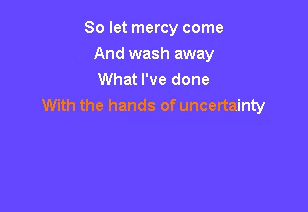 So let mercy come
And wash away
What I've done
With the hands of uncertainty